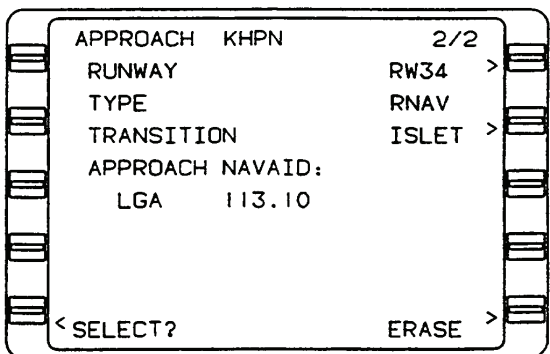 APPROACH KHPN 2/2
RUNWAY RW34 >
TYPE RNAV
TRANSITION ISLET >
APPROACH NAVAID:
LGA 113.10
< SELECT? ERASE >